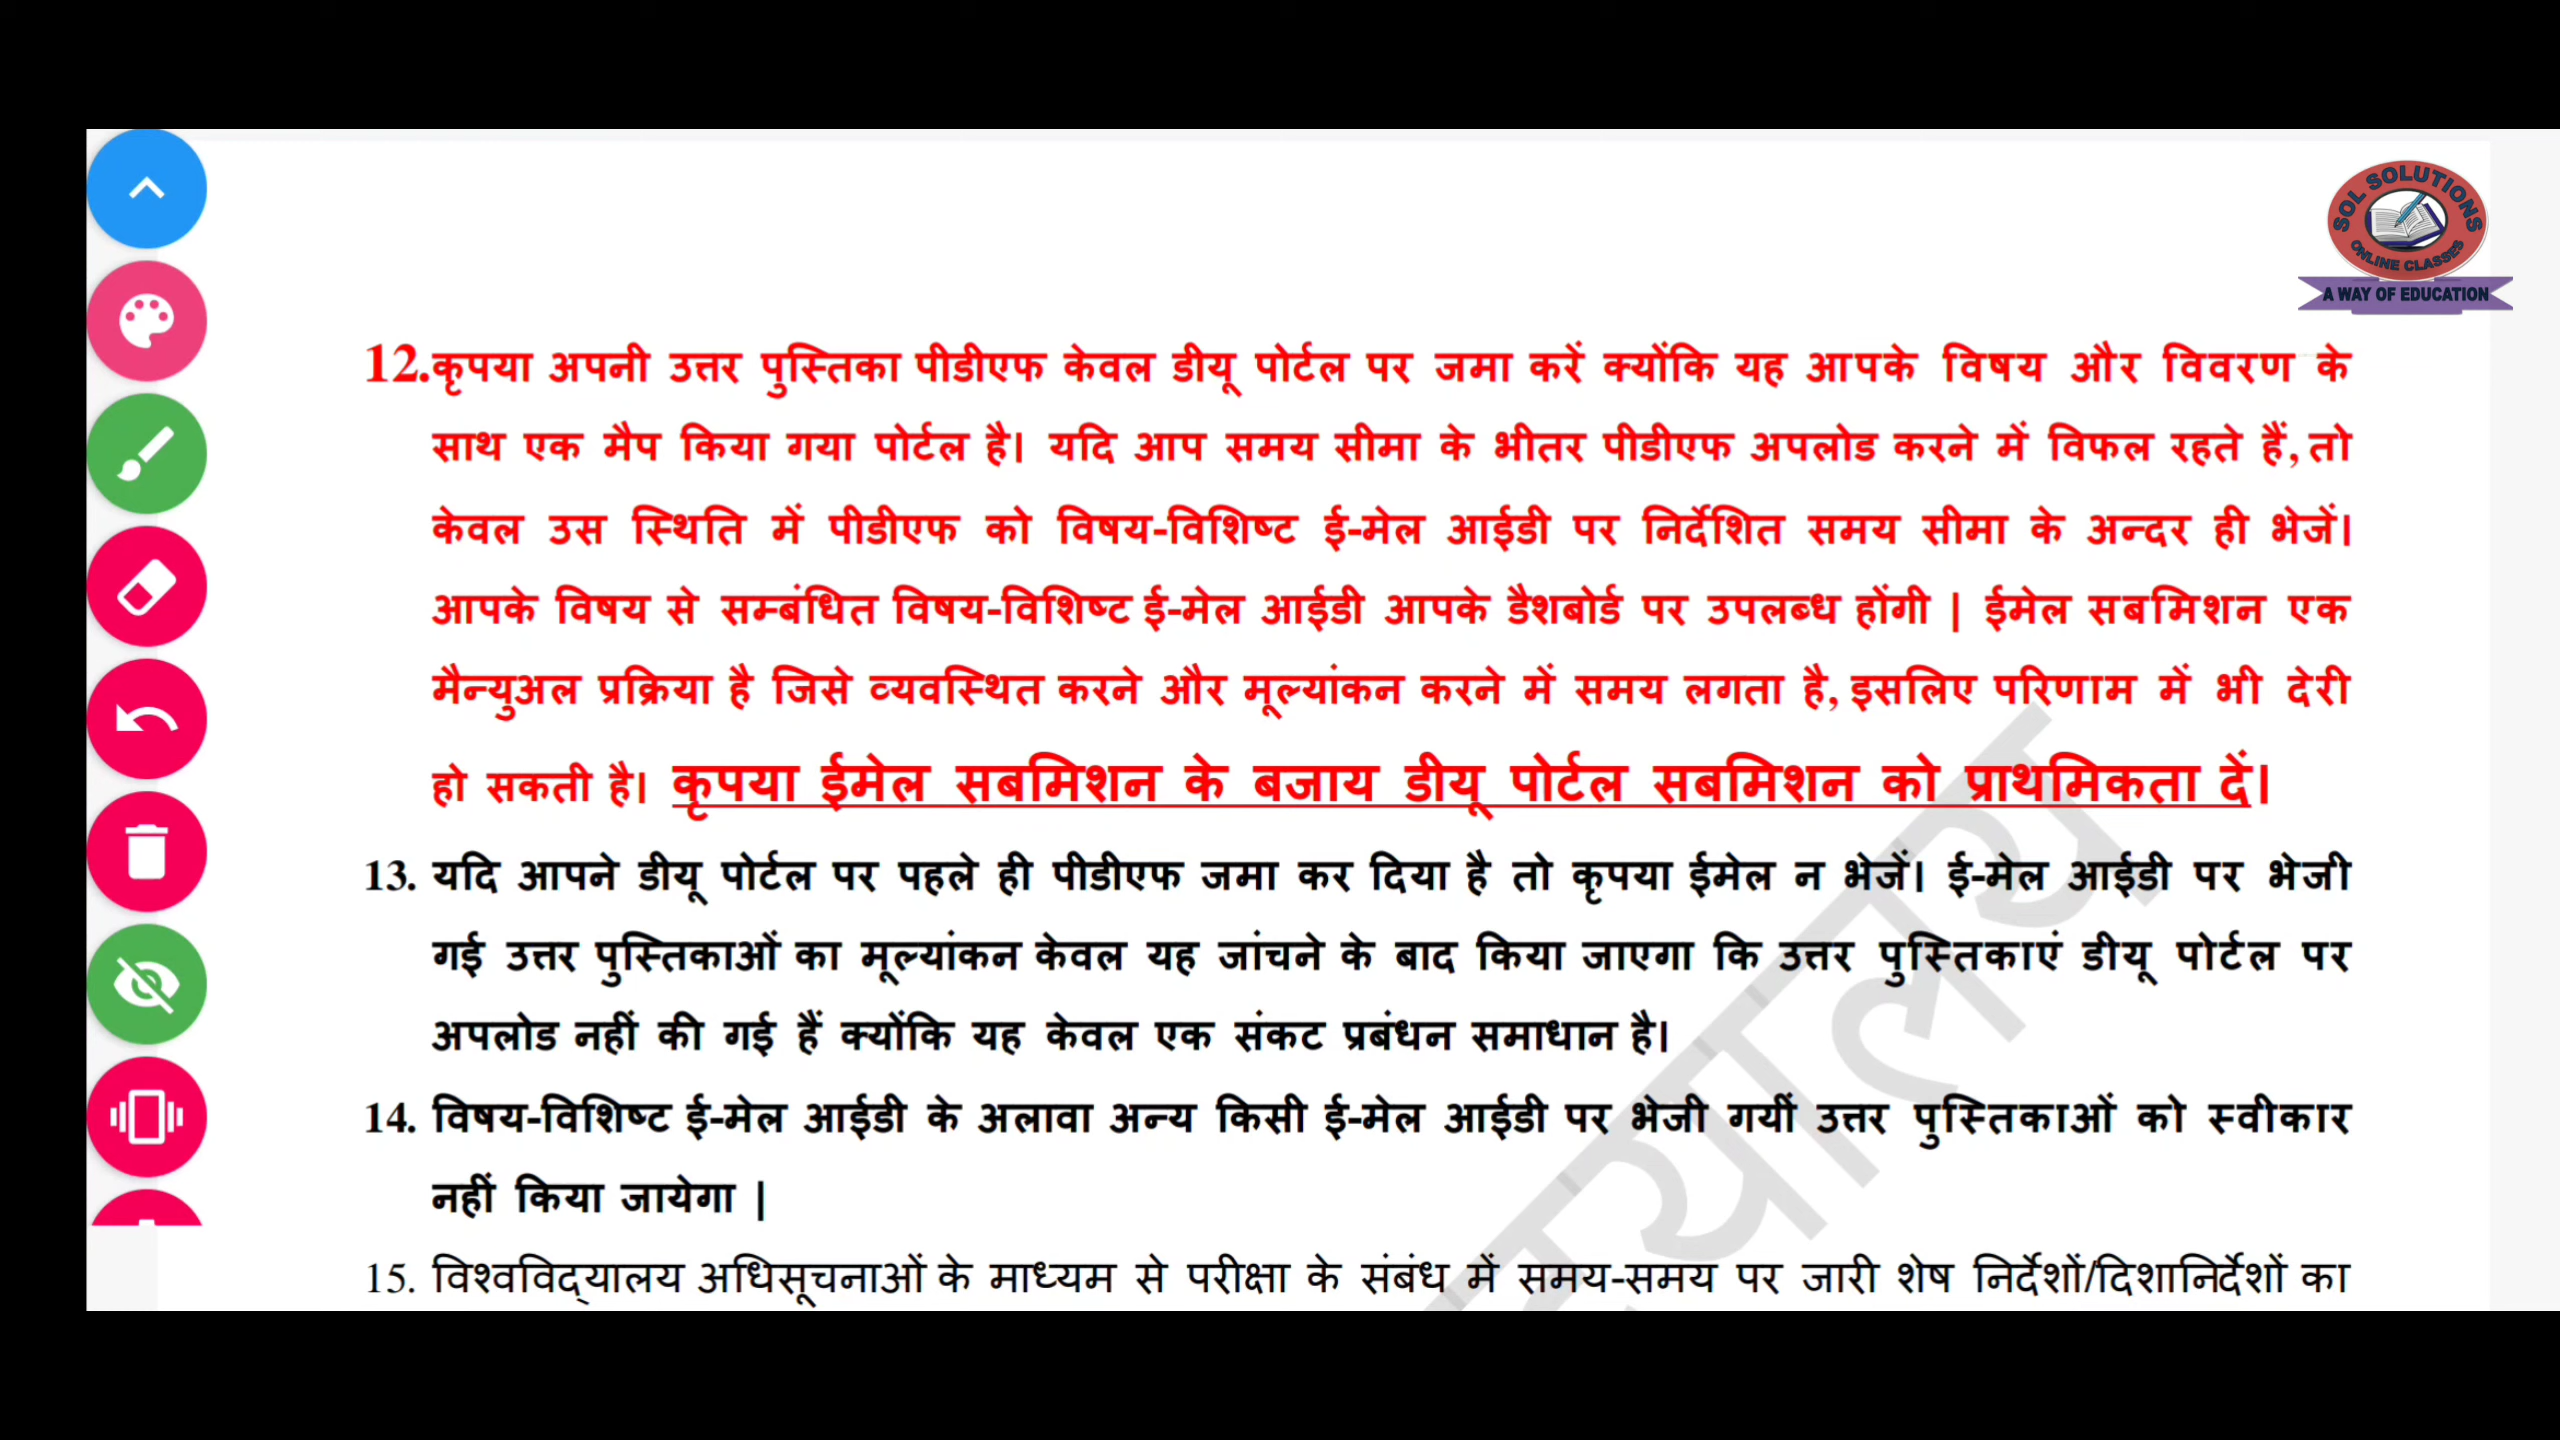 SOL SOLUTIONS
ONLINE CLASSES
A WAY OF EDUCATION
12.कृपया अपनी उत्तर पुस्तिका पीडीएफ केवल डीयू पोर्टल पर जमा करें क्योंकि यह आपके विषय और विवरण के
साथ एक मैप किया गया पोर्टल है। यदि आप समय सीमा के भीतर पीडीएफ अपलोड करने में विफल रहते हैं, तो
केवल उस स्थिति में पीडीएफ को विषय-विशिष्ट ई-मेल आईडी पर निर्देशित समय सीमा के अन्दर ही भेजें।
आपके विषय से सम्बंधित विषय-विशिष्ट ई-मेल आईडी आपके डैशबोर्ड पर उपलब्ध होंगी | ईमेल सबमिशन एक
मैन्युअल प्रक्रिया है जिसे व्यवस्थित करने और मूल्यांकन करने में समय लगता है, इसलिए परिणाम में भी देरी
हो सकती है। कृपया ईमेल सबमिशन के बजाय डीयू पोर्टल सबमिशन को प्राथमिकता दें।
13. यदि आपने डीयू पोर्टल पर पहले ही पीडीएफ जमा कर दिया है तो कृपया ईमेल न भेजें। ई-मेल आईडी पर भेजी
गई उत्तर पुस्तिकाओं का मूल्यांकन केवल यह जांचने के बाद किया जाएगा कि उत्तर पुस्तिकाएं डीयू पोर्टल पर
अपलोड नहीं की गई हैं क्योंकि यह केवल एक संकट प्रबंधन समाधान है।
14. विषय-विशिष्ट ई-मेल आईडी के अलावा अन्य किसी ई-मेल आईडी पर भेजी गयीं उत्तर पुस्तिकाओं को स्वीकार
नहीं किया जायेगा |
15. विश्वविद्यालय अधिसूचनाओं के माध्यम से परीक्षा के संबंध में समय-समय पर जारी शेष निर्देशों/दिशानिर्देशों का